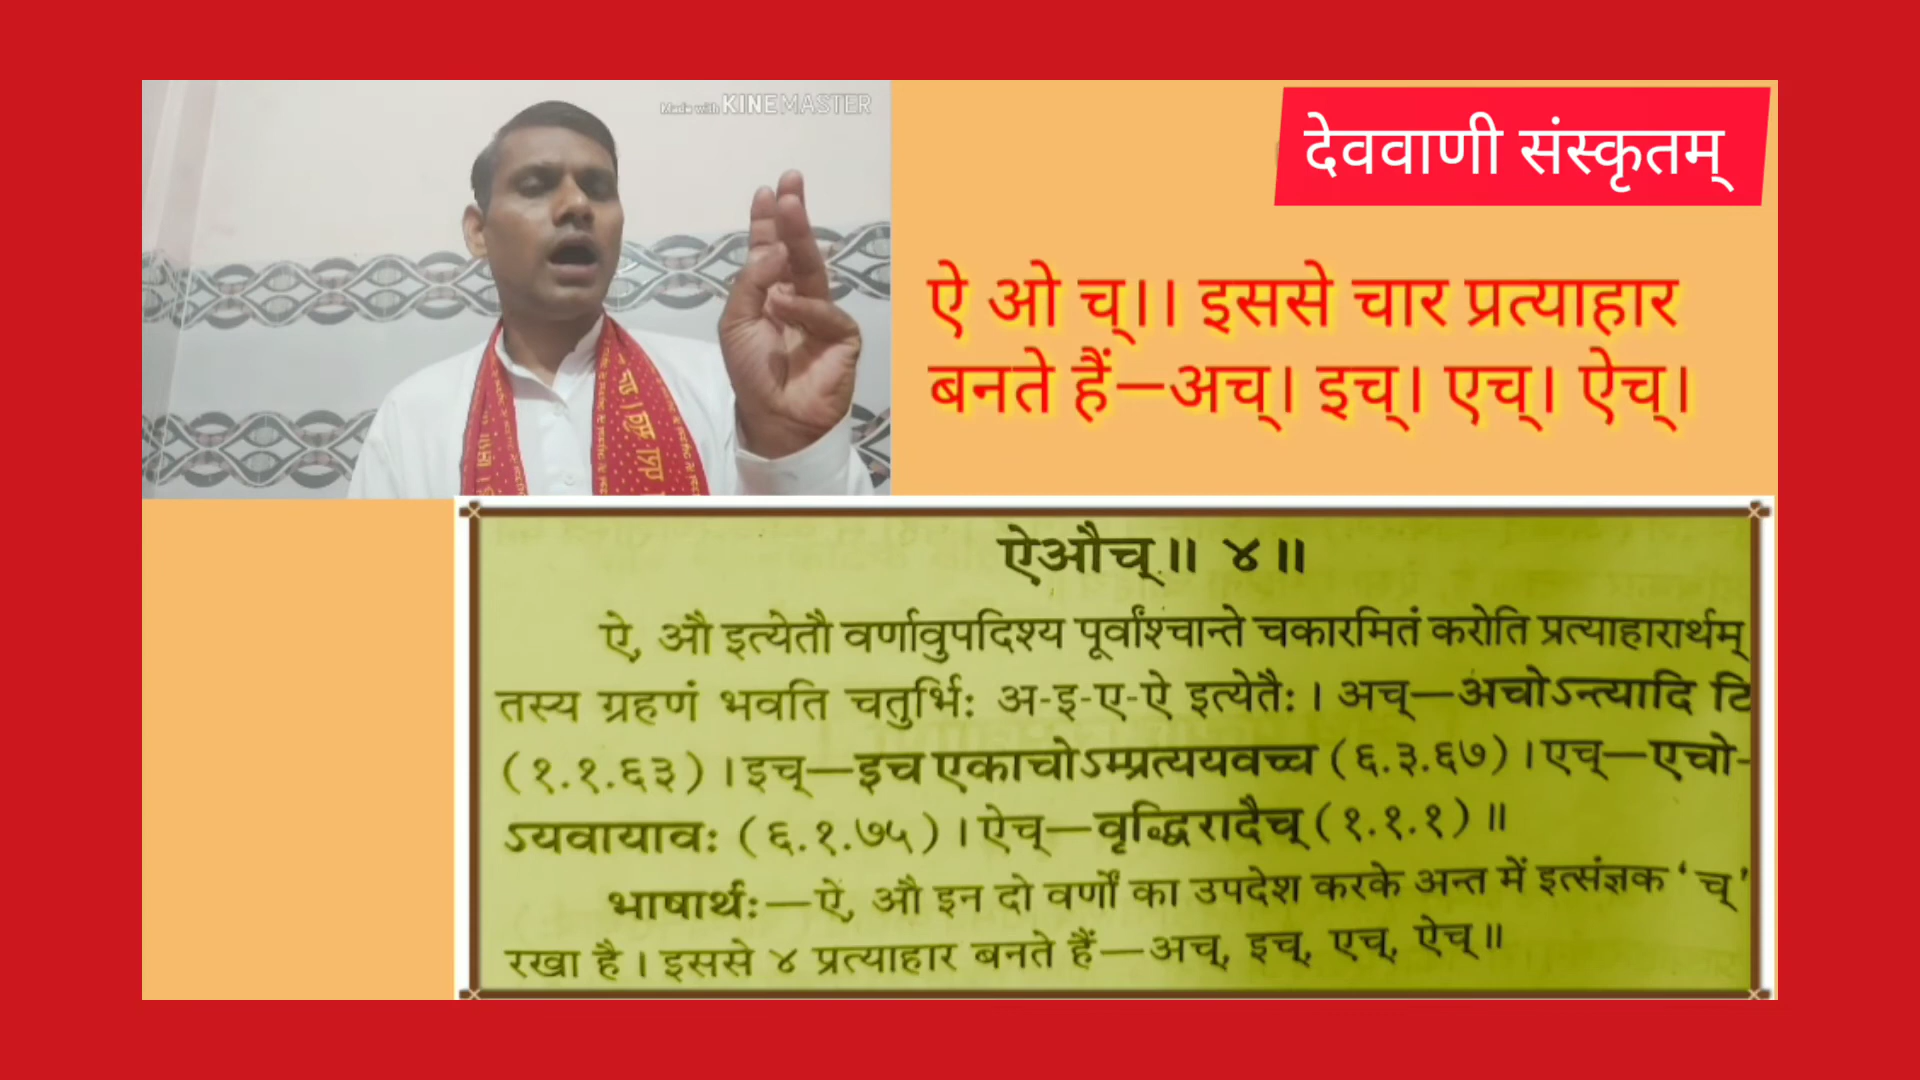 Made with KINEMASTER
देववाणी संस्कृतम्
ऐ ओ च्।। इससे चार प्रत्याहार
बनते हैं—अच्। इच्। एच्। ऐच्।
ऐऔच्॥ ४॥
ऐ, औ इत्येतौ वर्णावुपदिश्य पूर्वांश्चान्ते चकारमितं करोति प्रत्याहारार्थम्
तस्य ग्रहणं भवति चतुर्भिः अ-इ-ए-ऐ इत्येतैः। अच्—अचोऽन्त्यादि टि
(१.१.६३)। इच्—इच एकाचोऽम्प्रत्ययवच्च (६.३.६७)। एच्—एचो-
ऽयवायावः (६.१.७५)। ऐच्—वृद्धिरादैच् (१.१.१)॥
भाषार्थः—ऐ, औ इन दो वर्णों का उपदेश करके अन्त में इत्संज्ञक 'च्'
रखा है। इससे ४ प्रत्याहार बनते हैं—अच्, इच्, एच्, ऐच्॥